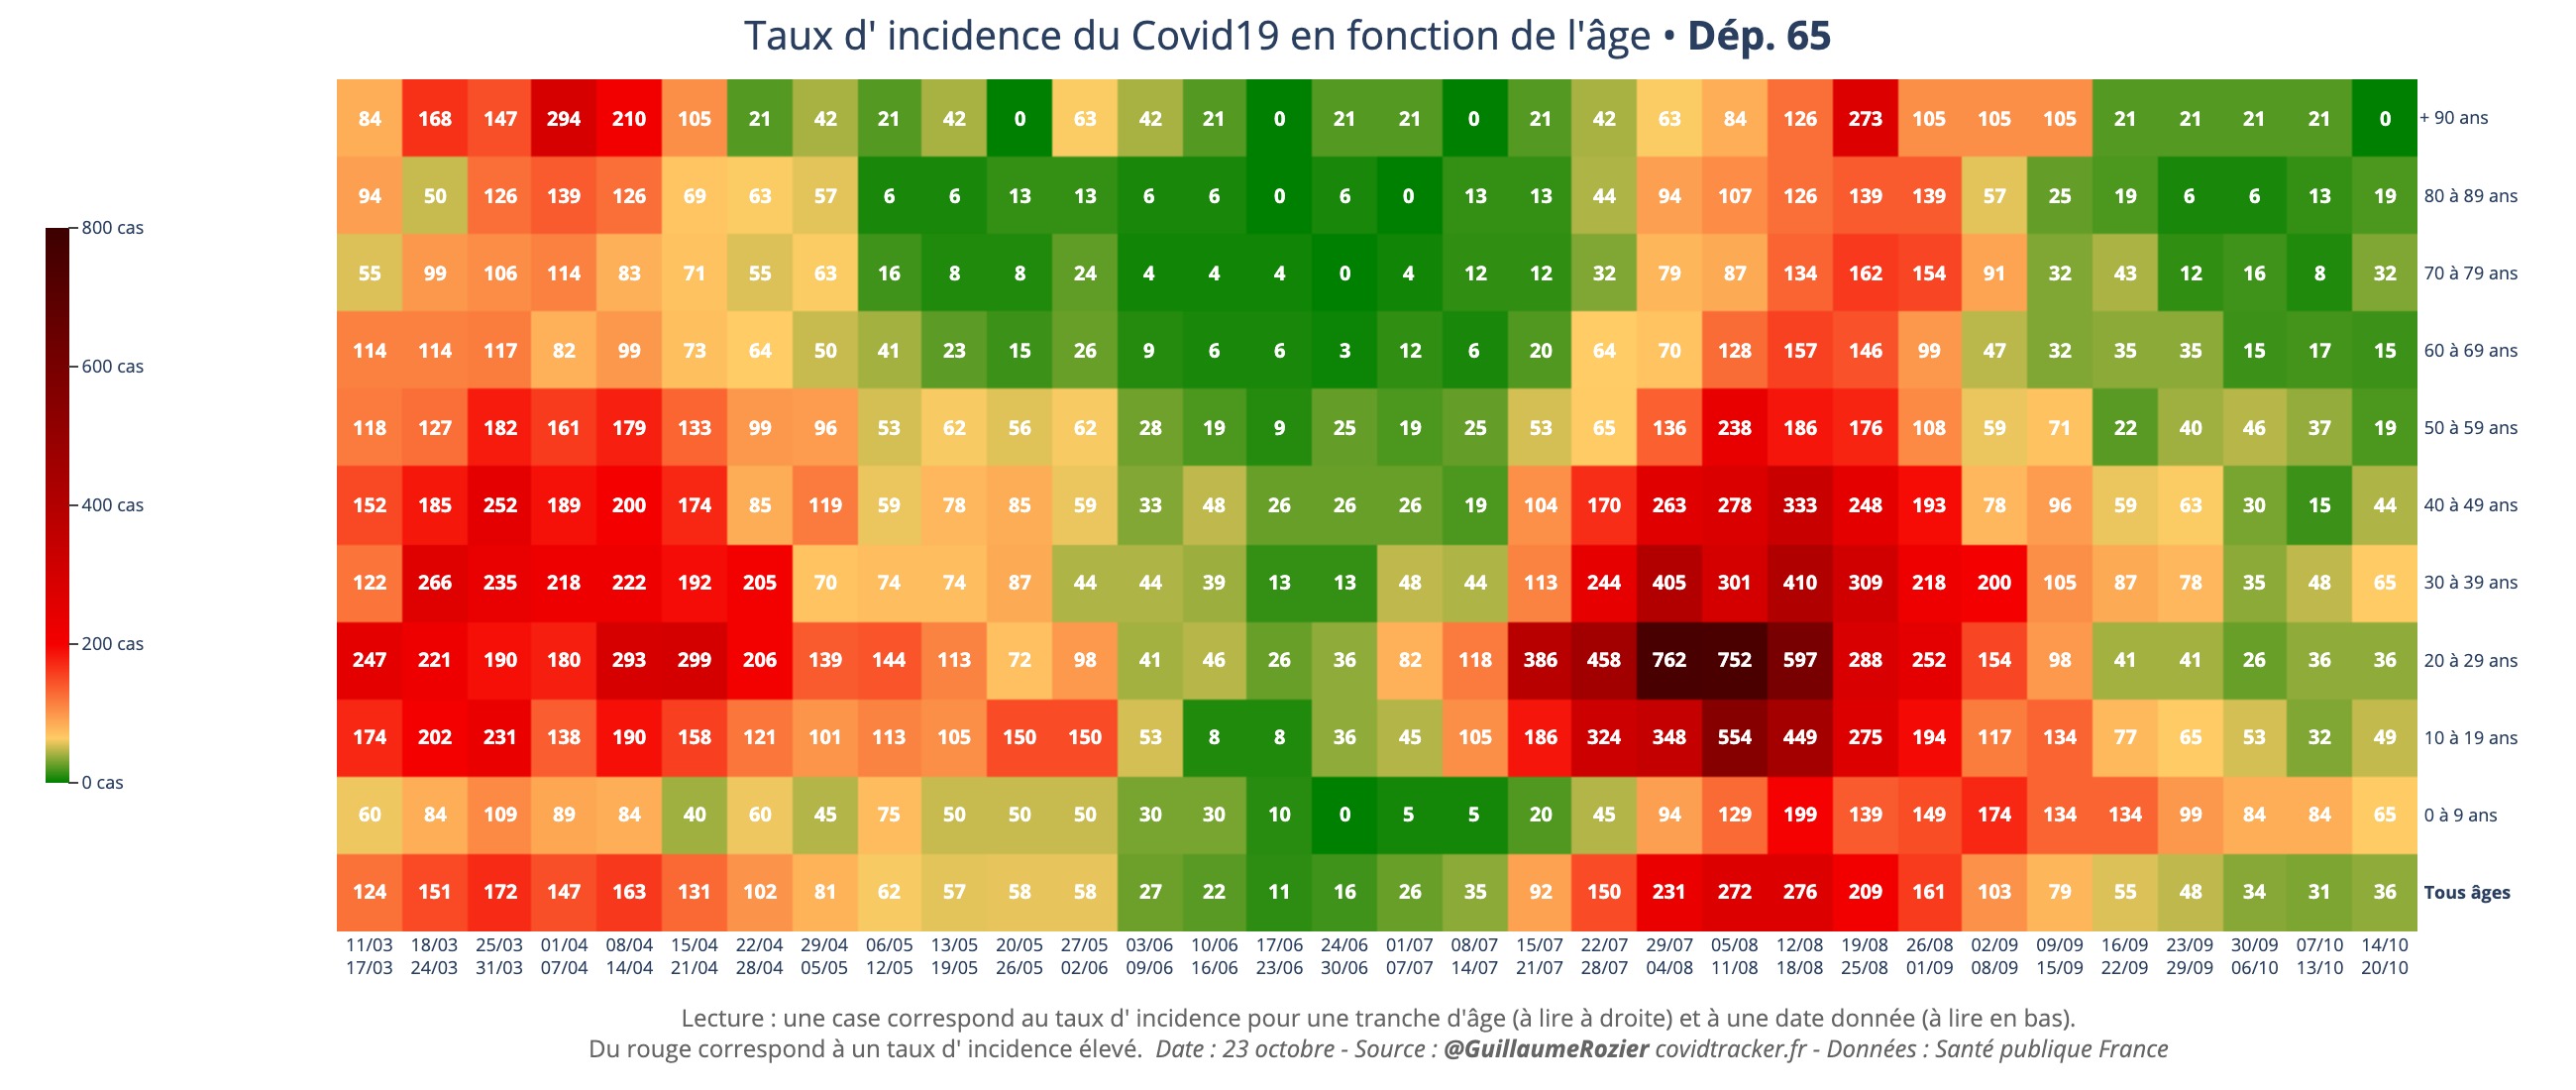 Taux d' incidence du Covid19 en fonction de l'âge • Dép. 65
84 168 147 294 210 105 21 42 21 42 0 63 42 21 0 21 21 0 21 42 63 84 126 273 105 105 105 21 21 21 21 0 + 90 ans
94 50 126 139 126 69 63 57 6 6 13 13 6 6 0 6 0 13 13 44 94 107 126 139 139 57 25 19 6 6 13 19 80 à 89 ans
55 99 106 114 83 71 55 63 16 8 8 24 4 4 4 0 4 12 12 32 79 87 134 162 154 91 32 43 12 16 8 32 70 à 79 ans
114 114 117 82 99 73 64 50 41 23 15 26 9 6 6 3 12 6 20 64 70 128 157 146 99 47 32 35 35 15 17 15 60 à 69 ans
118 127 182 161 179 133 99 96 53 62 56 62 28 19 9 25 19 25 53 65 136 238 186 176 108 59 71 22 40 46 37 19 50 à 59 ans
152 185 252 189 200 174 85 119 59 78 85 59 33 48 26 26 26 19 104 170 263 278 333 248 193 78 96 59 63 30 15 44 40 à 49 ans
122 266 235 218 222 192 205 70 74 74 87 44 44 39 13 13 48 44 113 244 405 301 410 309 218 200 105 87 78 35 48 65 30 à 39 ans
247 221 190 180 293 299 206 139 144 113 72 98 41 46 26 36 82 118 386 458 762 752 597 288 252 154 98 41 41 26 36 36 20 à 29 ans
174 202 231 138 190 158 121 101 113 105 150 150 53 8 8 36 45 105 186 324 348 554 449 275 194 117 134 77 65 53 32 49 10 à 19 ans
60 84 109 89 84 40 60 45 75 50 50 50 30 30 10 0 5 5 20 45 94 129 199 139 149 174 134 134 99 84 84 65 0 à 9 ans
124 151 172 147 163 131 102 81 62 57 58 58 27 22 11 16 26 35 92 150 231 272 276 209 161 103 79 55 48 34 31 36 Tous âges
11/03 18/03 25/03 01/04 08/04 15/04 22/04 29/04 06/05 13/05 20/05 27/05 03/06 10/06 17/06 24/06 01/07 08/07 15/07 22/07 29/07 05/08 12/08 19/08 26/08 02/09 09/09 16/09 23/09 30/09 07/10 14/10
17/03 24/03 31/03 07/04 14/04 21/04 28/04 05/05 12/05 19/05 26/05 02/06 09/06 16/06 23/06 30/06 07/07 14/07 21/07 28/07 04/08 11/08 18/08 25/08 01/09 08/09 15/09 22/09 29/09 06/10 13/10 20/10
800 cas
600 cas
400 cas
200 cas
0 cas
Lecture : une case correspond au taux d' incidence pour une tranche d'âge (à lire à droite) et à une date donnée (à lire en bas).
Du rouge correspond à un taux d' incidence élevé. Date : 23 octobre - Source : @GuillaumeRozier covidtracker.fr - Données : Santé publique France